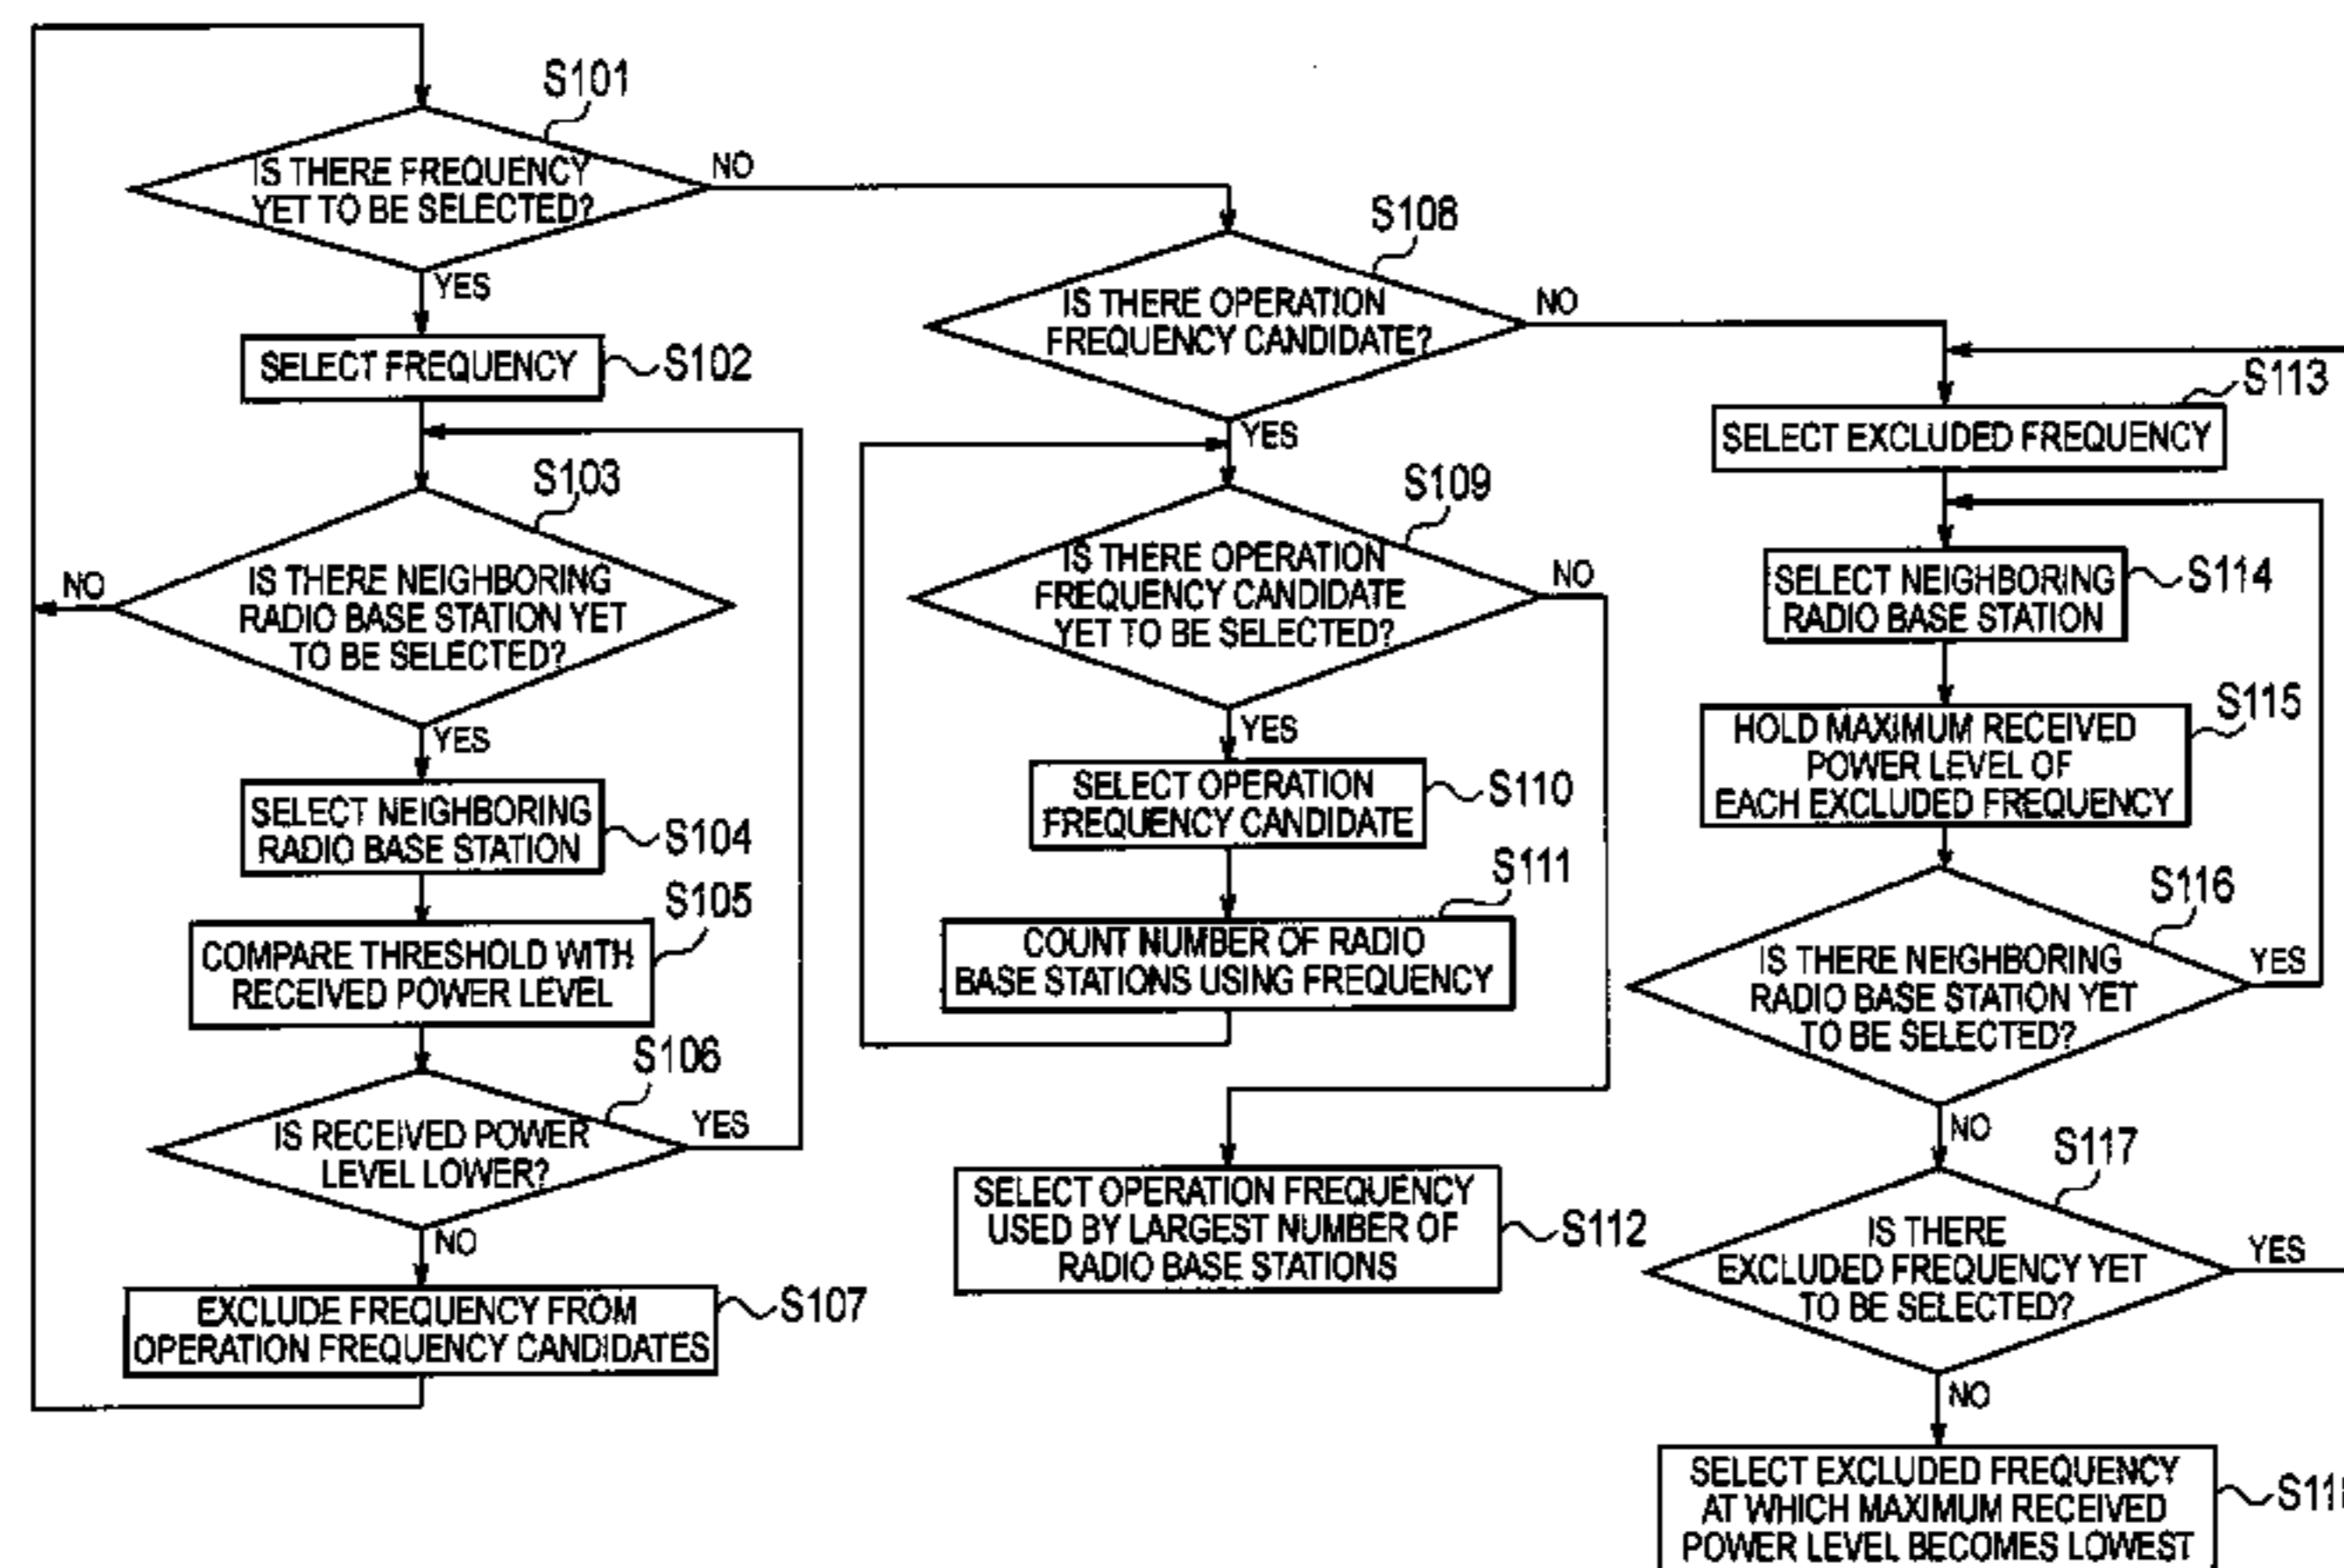 S101
IS THERE FREQUENCY
YET TO BE SELECTED?
NO
YES
SELECT FREQUENCY
S102
S103
IS THERE NEIGHBORING
RADIO BASE STATION YET
TO BE SELECTED?
NO
YES
SELECT NEIGHBORING
RADIO BASE STATION
S104
S105
COMPARE THRESHOLD WITH
RECEIVED POWER LEVEL
S106
IS RECEIVED POWER
LEVEL LOWER?
YES
NO
EXCLUDE FREQUENCY FROM
OPERATION FREQUENCY CANDIDATES
S107
S108
IS THERE OPERATION
FREQUENCY CANDIDATE?
NO
YES
S109
IS THERE OPERATION
FREQUENCY CANDIDATE
YET TO BE SELECTED?
NO
YES
SELECT OPERATION
FREQUENCY CANDIDATE
S110
S111
COUNT NUMBER OF RADIO
BASE STATIONS USING FREQUENCY
SELECT OPERATION FREQUENCY
USED BY LARGEST NUMBER OF
RADIO BASE STATIONS
S112
S113
SELECT EXCLUDED FREQUENCY
SELECT NEIGHBORING
RADIO BASE STATION
S114
S115
HOLD MAXIMUM RECEIVED
POWER LEVEL OF
EACH EXCLUDED FREQUENCY
S116
IS THERE NEIGHBORING
RADIO BASE STATION YET
TO BE SELECTED?
YES
NO
S117
IS THERE
EXCLUDED FREQUENCY YET
TO BE SELECTED?
YES
NO
SELECT EXCLUDED FREQUENCY
AT WHICH MAXIMUM RECEIVED
POWER LEVEL BECOMES LOWEST